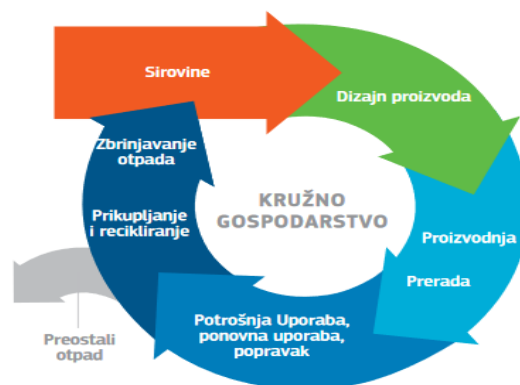 Sirovine
Dizajn proizvoda
Zbrinjavanje
otpada
KRUŽNO
GOSPODARSTVO
Prikupljanje
i recikliranje
Proizvodnja
Prerada
Potrošnja Uporaba,
ponovna uporaba,
popravak
Preostali
otpad